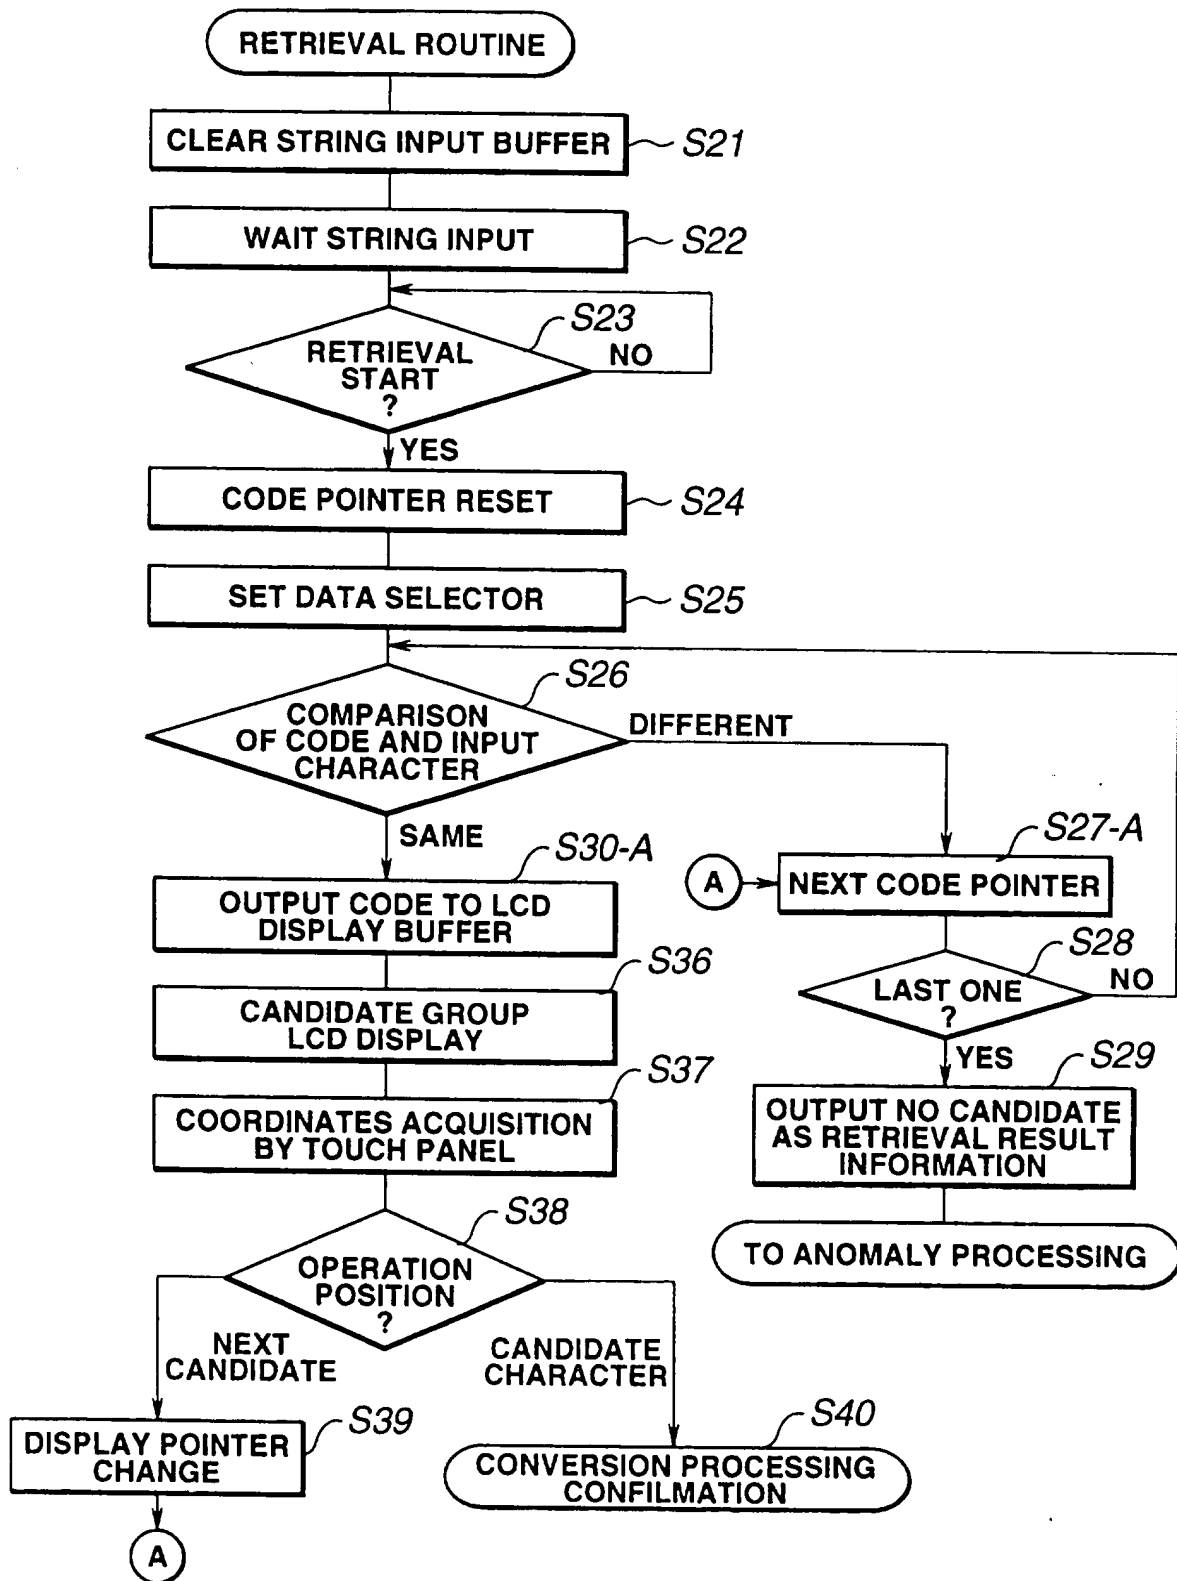 RETRIEVAL ROUTINE
CLEAR STRING INPUT BUFFER
S21
WAIT STRING INPUT
S22
S23
RETRIEVAL
START
?
NO
YES
CODE POINTER RESET
S24
SET DATA SELECTOR
S25
S26
COMPARISON
OF CODE AND INPUT
CHARACTER
DIFFERENT
SAME
S30-A
OUTPUT CODE TO LCD
DISPLAY BUFFER
S27-A
A
NEXT CODE POINTER
S28
LAST ONE
?
NO
YES
S36
CANDIDATE GROUP
LCD DISPLAY
S37
COORDINATES ACQUISITION
BY TOUCH PANEL
S29
OUTPUT NO CANDIDATE
AS RETRIEVAL RESULT
INFORMATION
TO ANOMALY PROCESSING
S38
OPERATION
POSITION
?
NEXT
CANDIDATE
CANDIDATE
CHARACTER
S39
DISPLAY POINTER
CHANGE
A
S40
CONVERSION PROCESSING
CONFILMATION